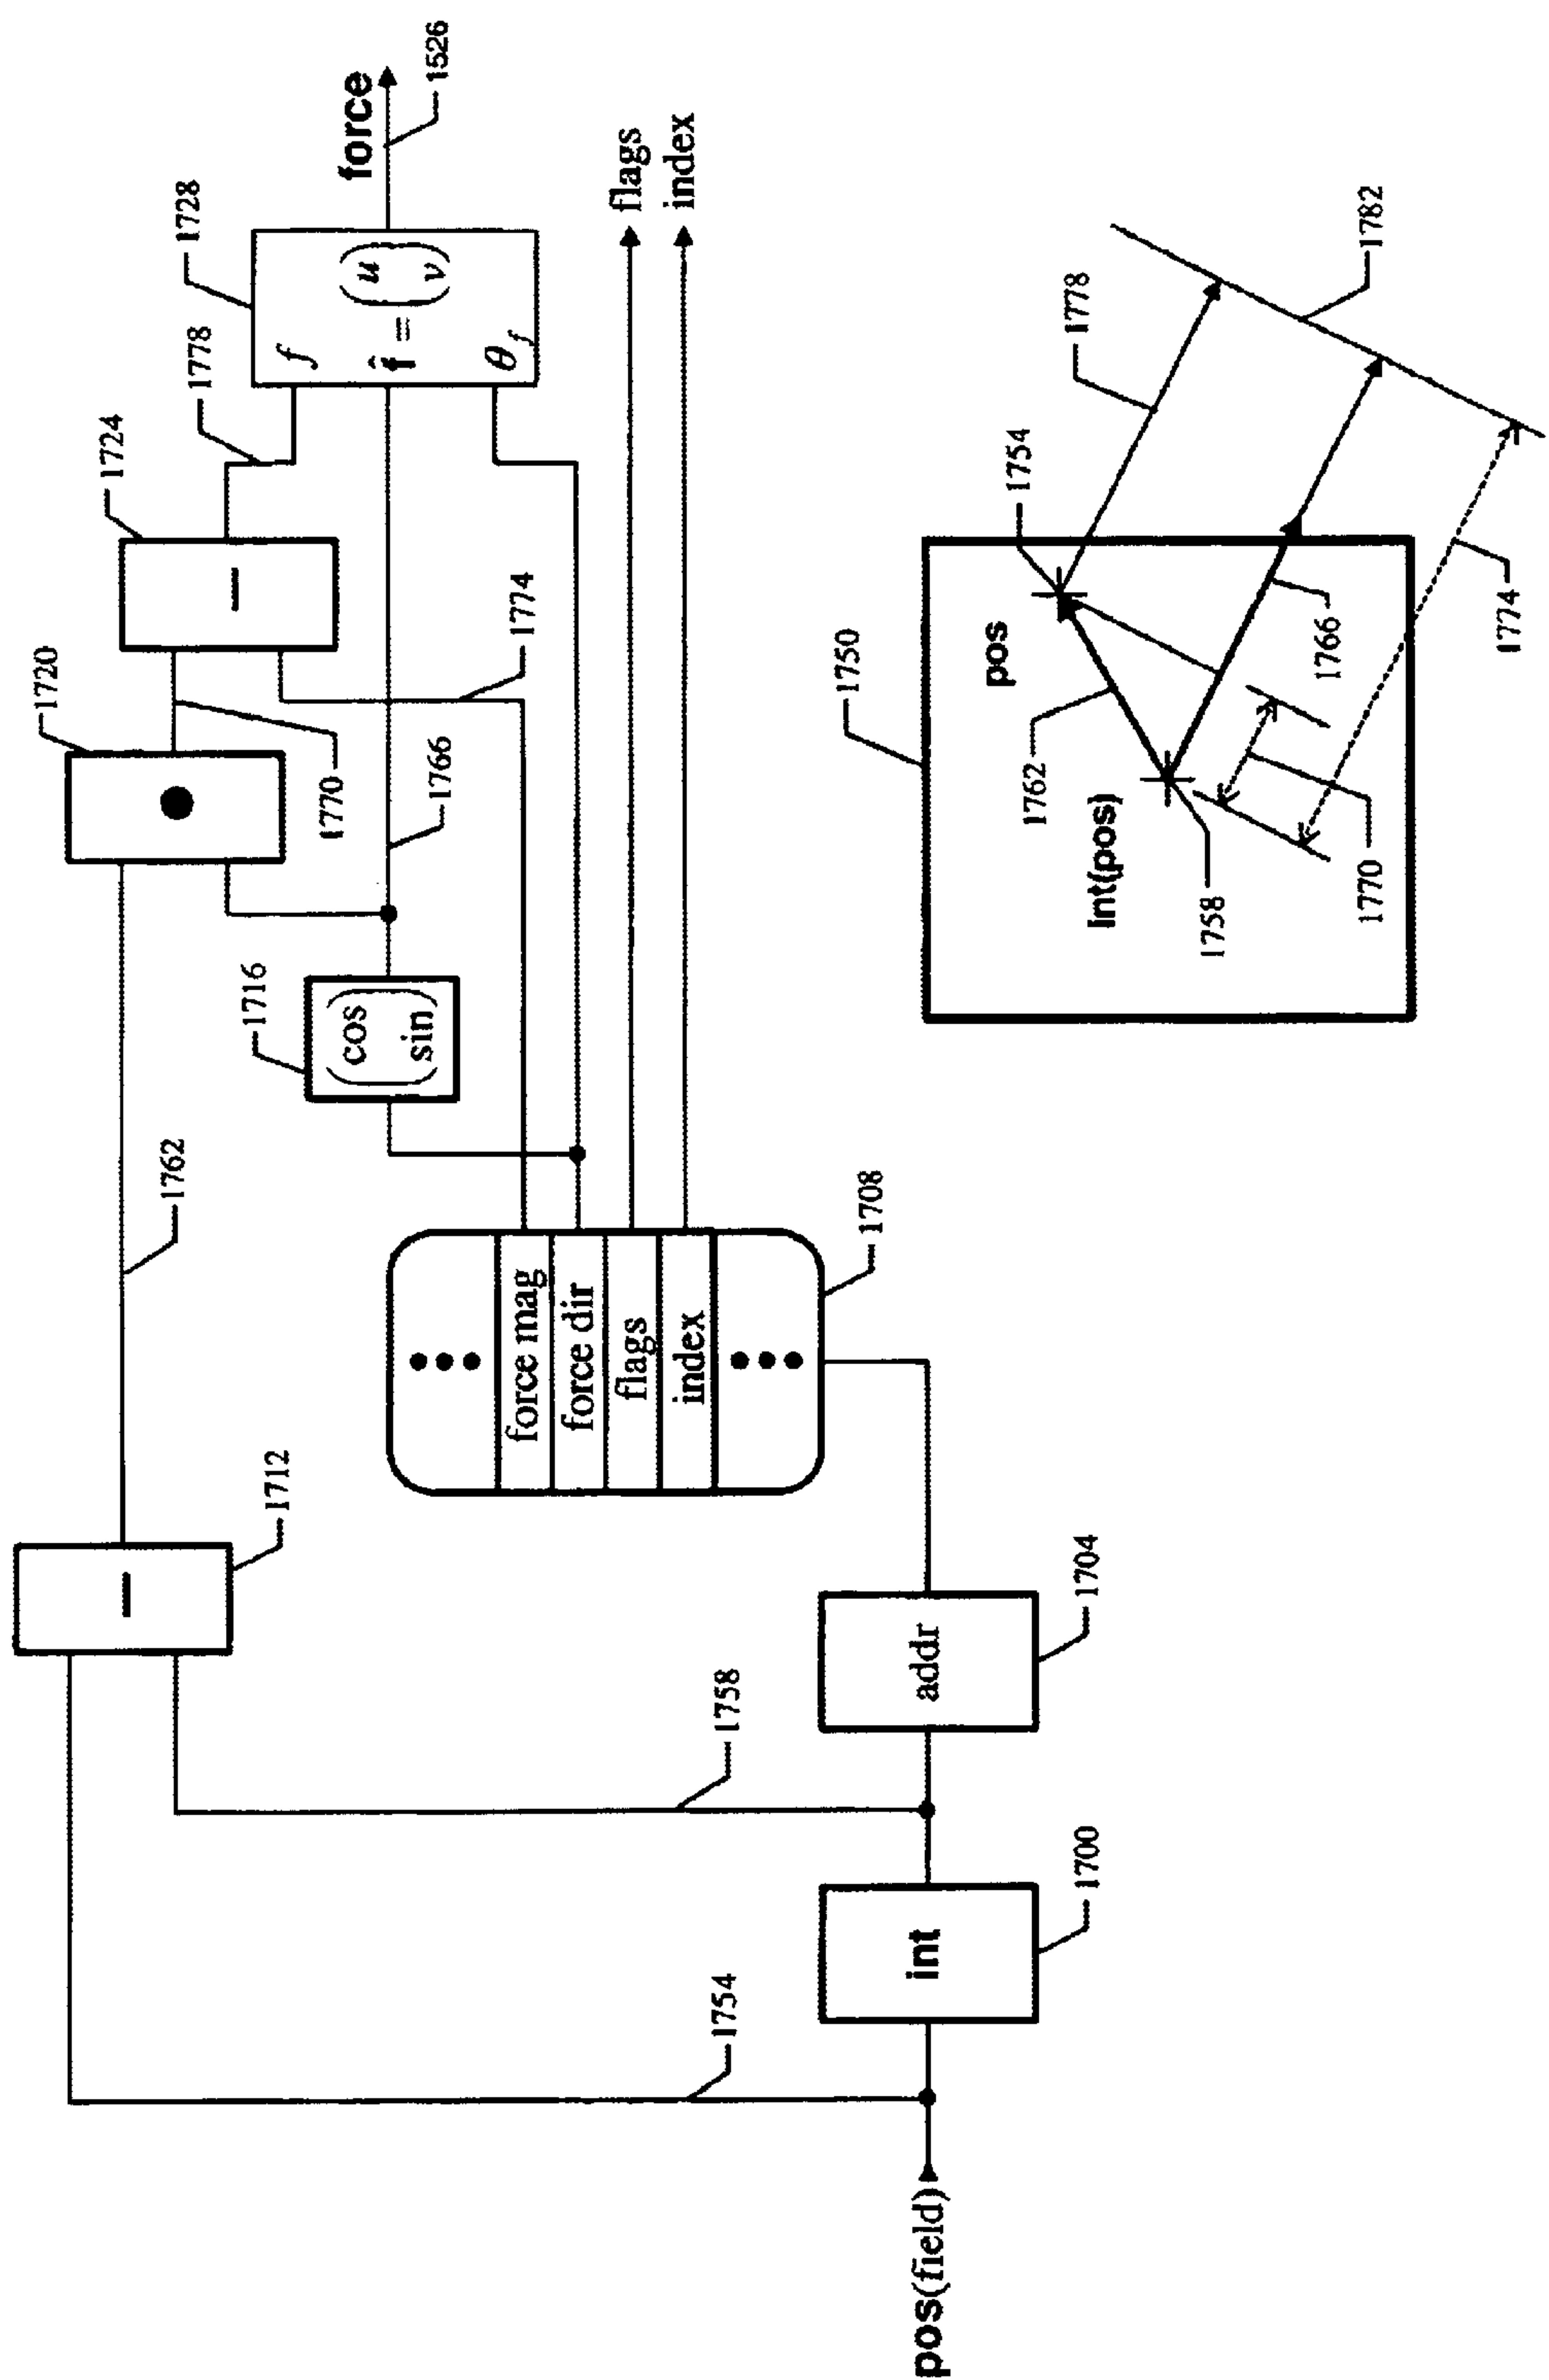 1526
force
1728
f
f̂ = (u v)
θf
1778
1724
–
1774
1720
•
1770
1766
1716
(cos sin)
flags
index
1762
1712
–
force mag
force dir
flags
index
1708
1758
addr
1704
1754
int
1700
pos(field)
1782
1778
1754
pos
1750
1762
int(pos)
1758
1766
1770
1774